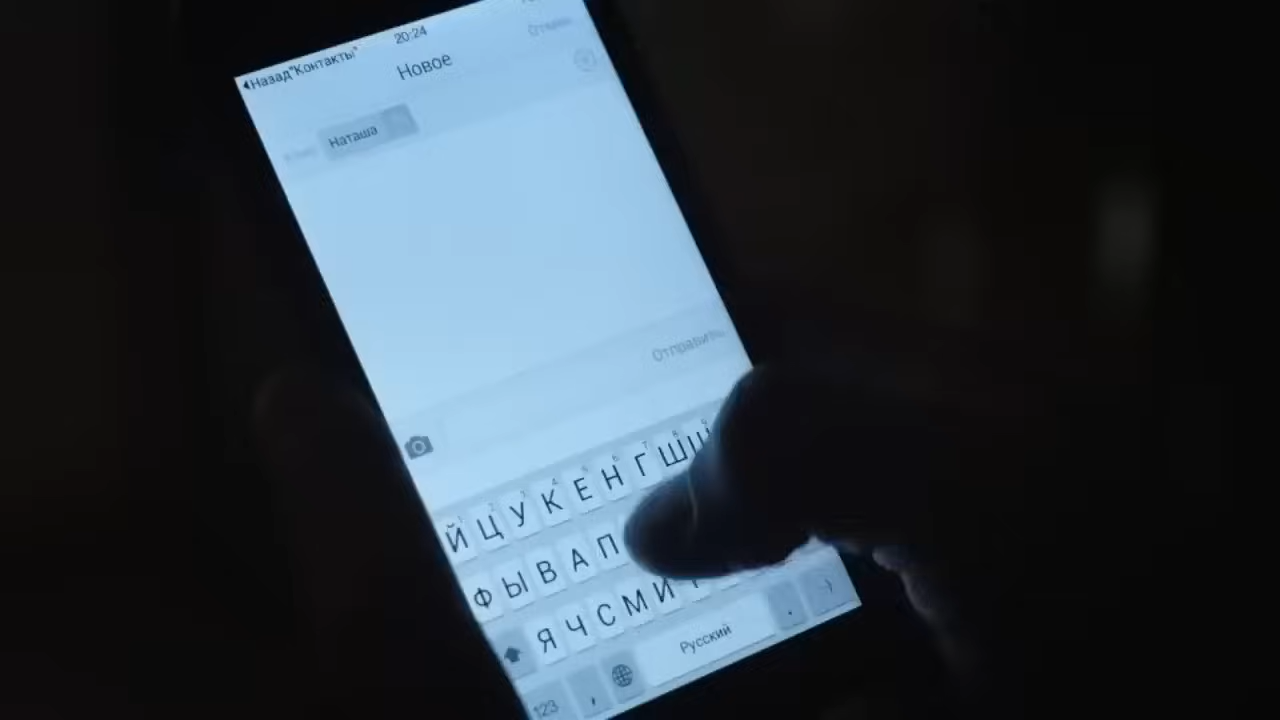 20:24
Назад"Контакты"
Новое
Наташа
Отправить
Й Ц У К Е Н Г Ш Щ
Ф Ы В А П
Я Ч С М И
123 , Русский .